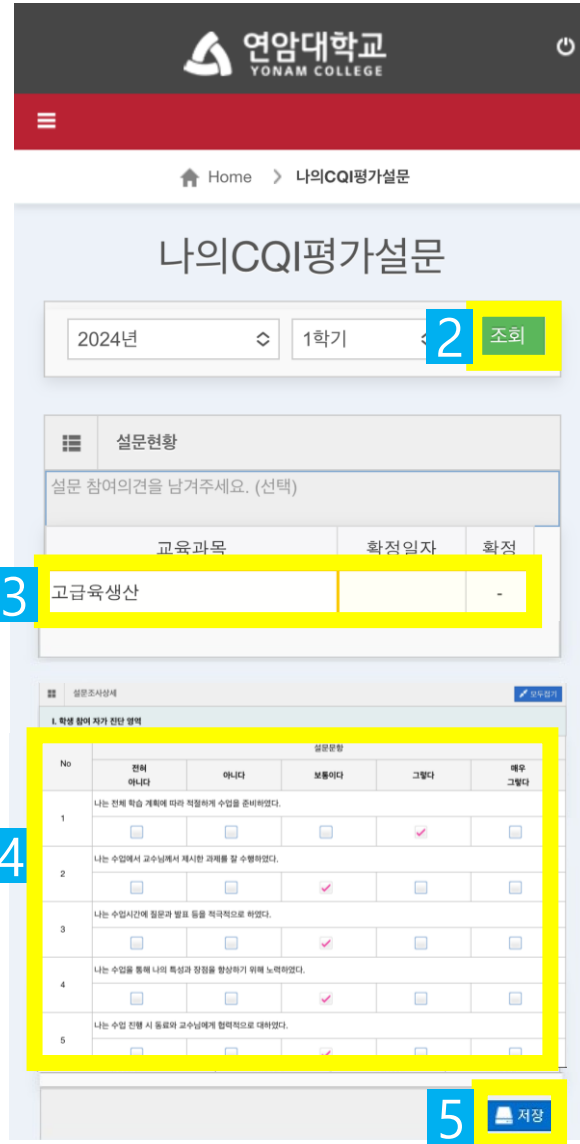 연암대학교
YONAM COLLEGE
Home > 나의CQI평가설문
나의CQI평가설문
2024년 1학기 2 조회
설문현황
설문 참여의견을 남겨주세요. (선택)
교육과목 확정일자 확정
3 고급육생산 -
설문조사상세 모두접기
I. 학생 참여 자가 진단 영역
설문문항
No 전혀 아니다 아니다 보통이다 그렇다 매우 그렇다
4
1 나는 전체 학습 계획에 따라 적절하게 수업을 준비하였다.
2 나는 수업에서 교수님께서 제시한 과제를 잘 수행하였다.
3 나는 수업시간에 질문과 발표 등을 적극적으로 하였다.
4 나는 수업을 통해 나의 특성과 장점을 향상하기 위해 노력하였다.
5 나는 수업 진행 시 동료와 교수님에게 협력적으로 대하였다.
5 저장